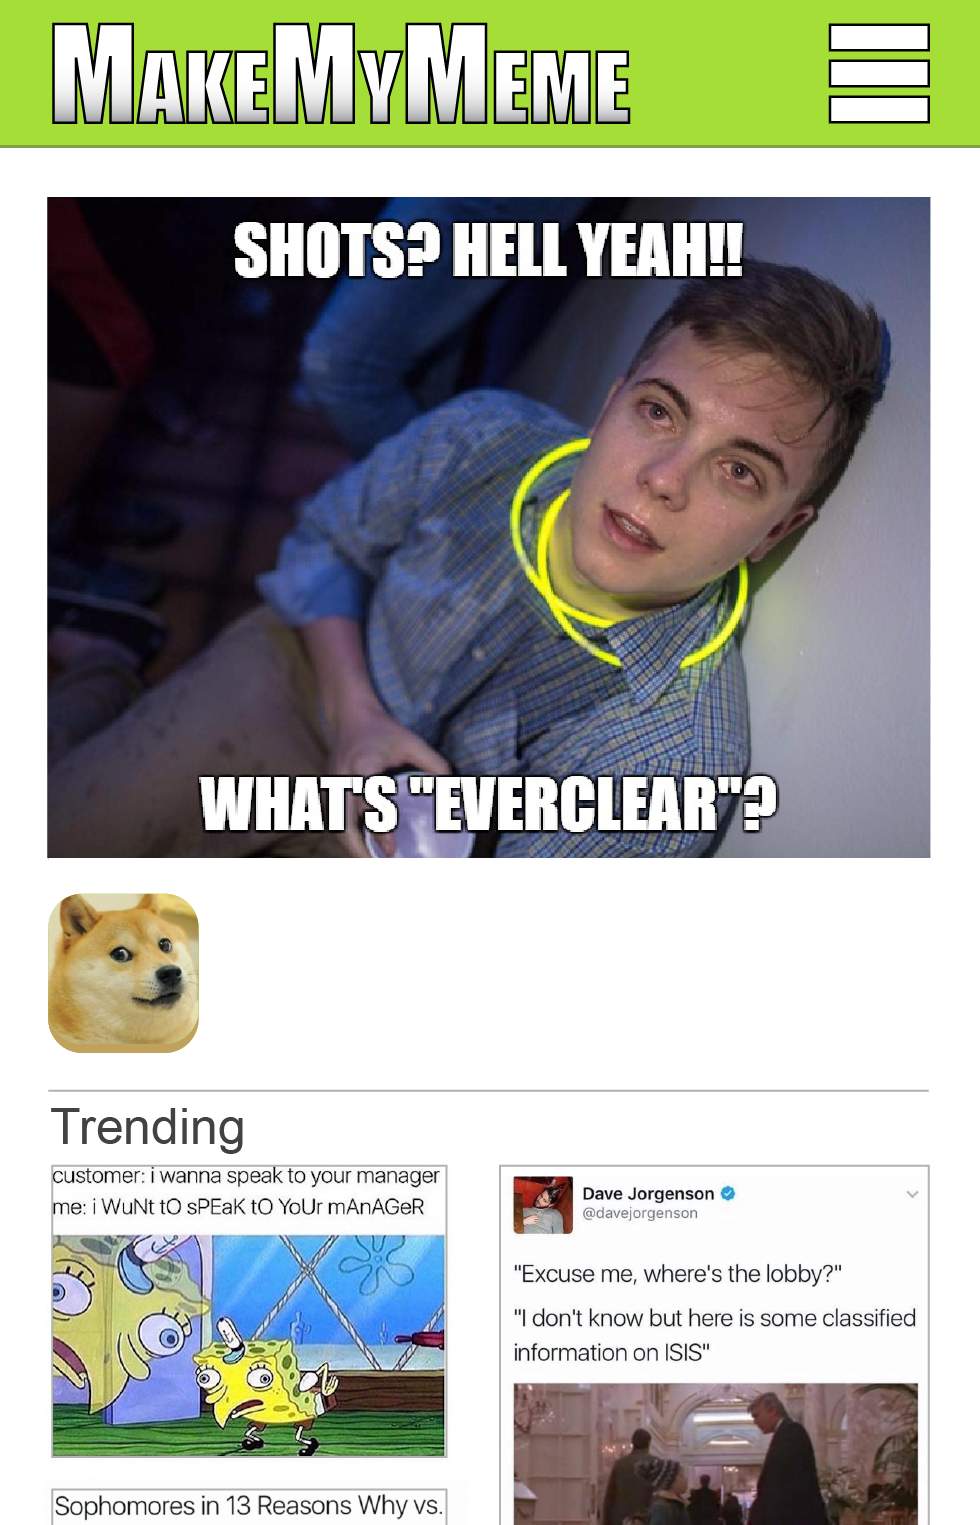 MAKEMYMEME
SHOTS? HELL YEAH!!
WHAT'S "EVERCLEAR"?
Trending
customer: i wanna speak to your manager
me: i WuNt tO sPEaK tO YoUr mAnAGeR
Dave Jorgenson
@davejorgenson
"Excuse me, where's the lobby?"
"I don't know but here is some classified
information on ISIS"
Sophomores in 13 Reasons Why vs.